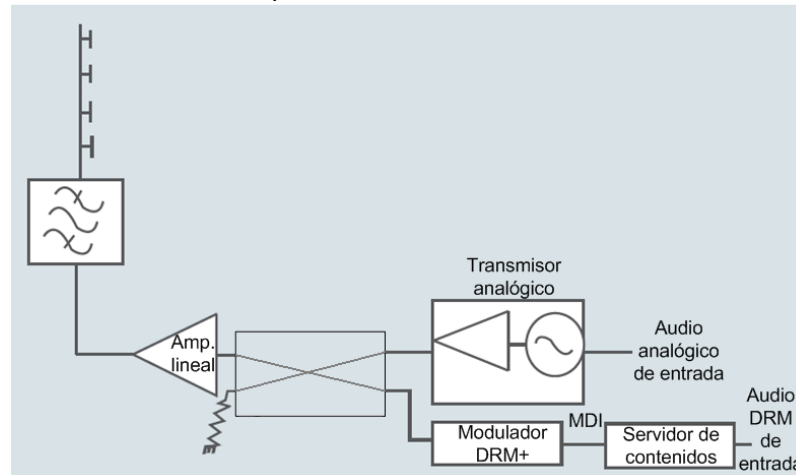 Transmisor
analógico
Amp.
lineal
Audio
analógico
de entrada
Modulador
DRM+
MDI
Servidor de
contenidos
Audio
DRM
de
entrada